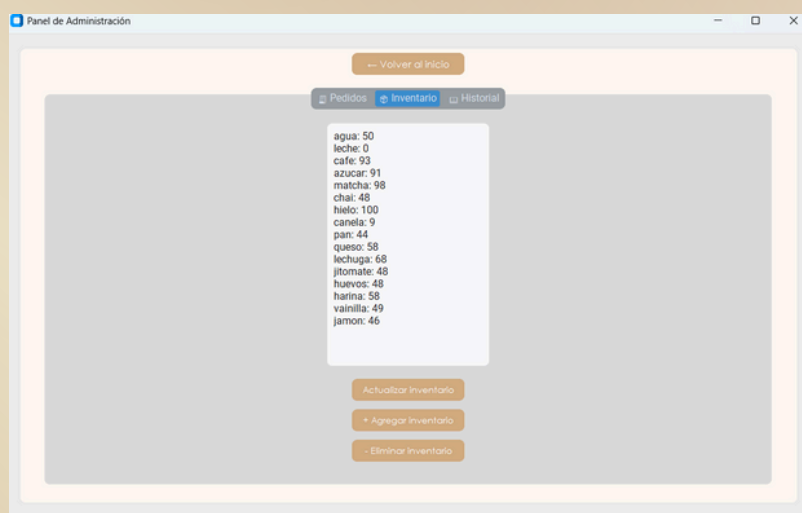 Panel de Administración
← Volver al inicio
Pedidos Inventario Historial
agua: 50
leche: 0
cafe: 93
azucar: 91
matcha: 98
chai: 48
hielo: 100
canela: 9
pan: 44
queso: 58
lechuga: 68
jitomate: 48
huevos: 48
harina: 58
vainilla: 49
jamon: 46
Actualizar inventario
+ Agregar inventario
- Eliminar inventario